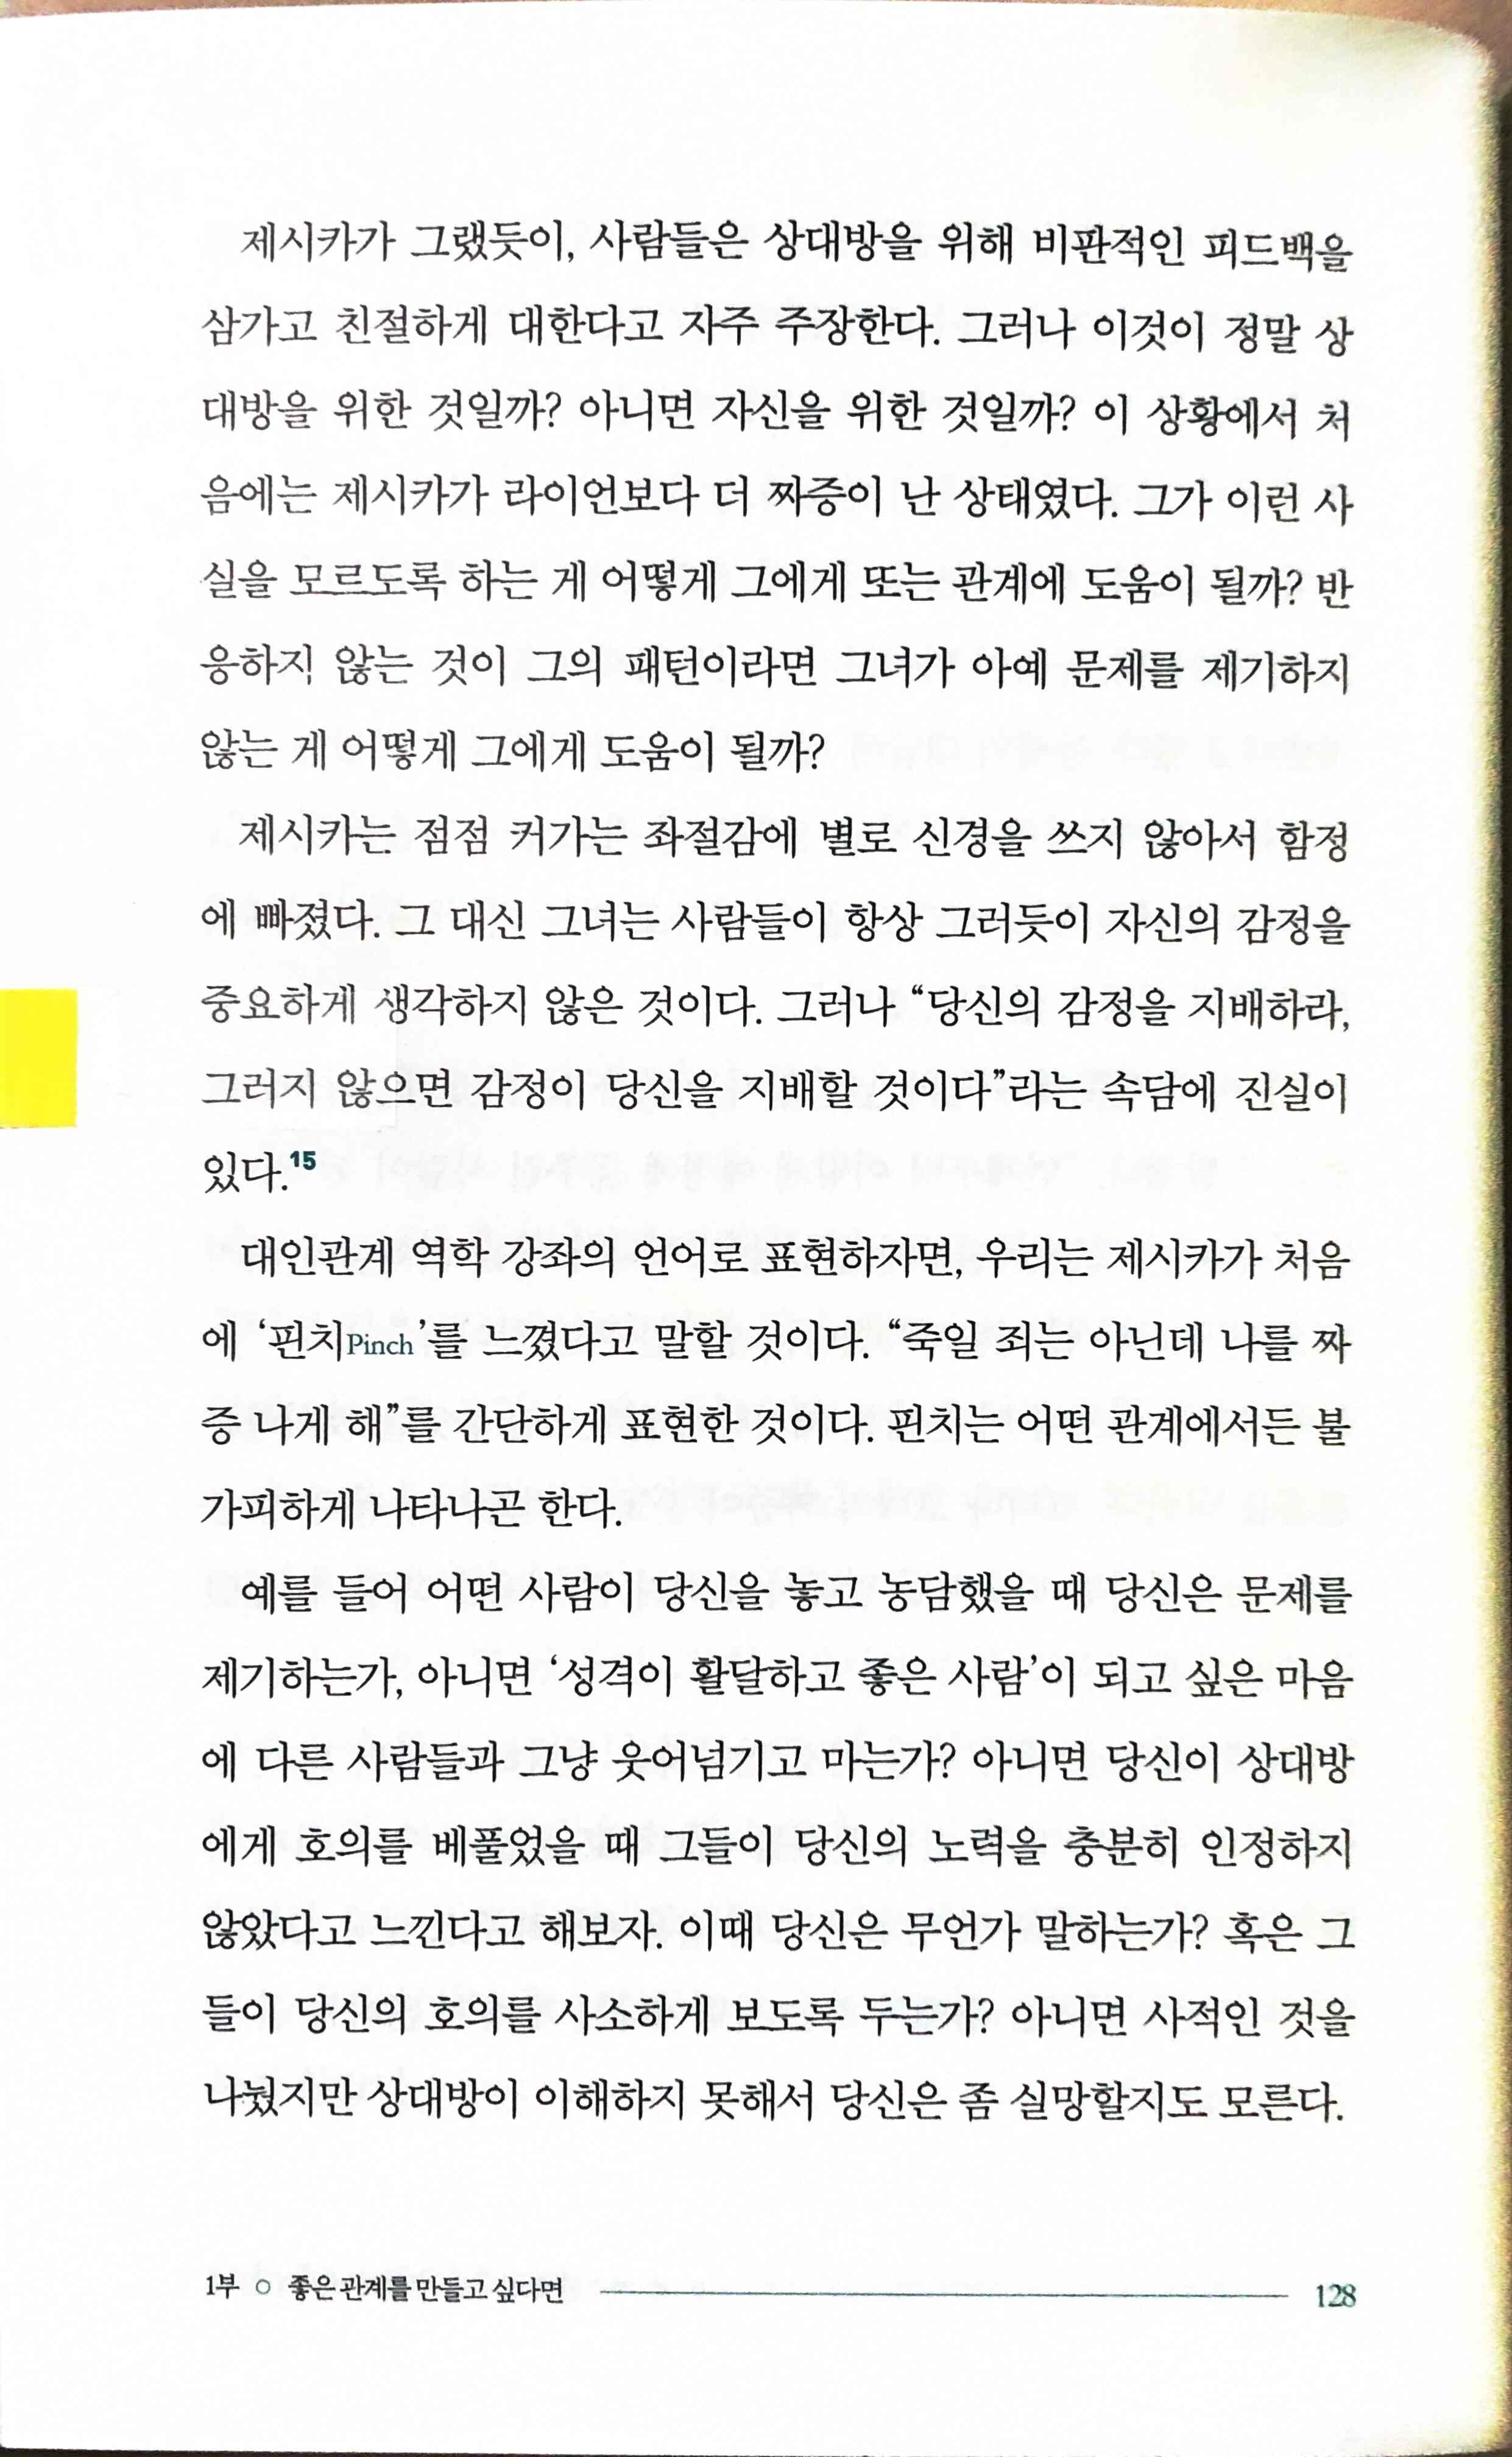 제시카가 그랬듯이, 사람들은 상대방을 위해 비판적인 피드백을
삼가고 친절하게 대한다고 자주 주장한다. 그러나 이것이 정말 상
대방을 위한 것일까? 아니면 자신을 위한 것일까? 이 상황에서 처
음에는 제시카가 라이언보다 더 짜증이 난 상태였다. 그가 이런 사
실을 모르도록 하는 게 어떻게 그에게 또는 관계에 도움이 될까? 반
응하지 않는 것이 그의 패턴이라면 그녀가 아예 문제를 제기하지
않는 게 어떻게 그에게 도움이 될까?
제시카는 점점 커가는 좌절감에 별로 신경을 쓰지 않아서 함정
에 빠졌다. 그 대신 그녀는 사람들이 항상 그러듯이 자신의 감정을
중요하게 생각하지 않은 것이다. 그러나 “당신의 감정을 지배하라,
그러지 않으면 감정이 당신을 지배할 것이다”라는 속담에 진실이
있다.15
대인관계 역학 강좌의 언어로 표현하자면, 우리는 제시카가 처음
에 ‘핀치Pinch’를 느꼈다고 말할 것이다. “죽일 죄는 아닌데 나를 짜
증 나게 해”를 간단하게 표현한 것이다. 핀치는 어떤 관계에서든 불
가피하게 나타나곤 한다.
예를 들어 어떤 사람이 당신을 놓고 농담했을 때 당신은 문제를
제기하는가, 아니면 ‘성격이 활달하고 좋은 사람’이 되고 싶은 마음
에 다른 사람들과 그냥 웃어넘기고 마는가? 아니면 당신이 상대방
에게 호의를 베풀었을 때 그들이 당신의 노력을 충분히 인정하지
않았다고 느낀다고 해보자. 이때 당신은 무언가 말하는가? 혹은 그
들이 당신의 호의를 사소하게 보도록 두는가? 아니면 사적인 것을
나눴지만 상대방이 이해하지 못해서 당신은 좀 실망할지도 모른다.
1부 ○ 좋은 관계를 만들고 싶다면 128